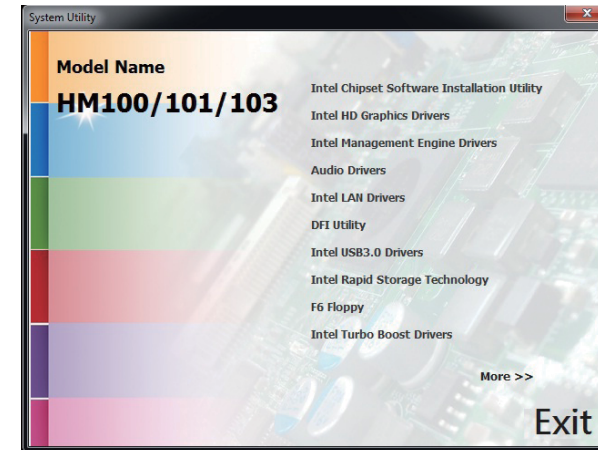 System Utility
Model Name
HM100/101/103
Intel Chipset Software Installation Utility
Intel HD Graphics Drivers
Intel Management Engine Drivers
Audio Drivers
Intel LAN Drivers
DFI Utility
Intel USB3.0 Drivers
Intel Rapid Storage Technology
F6 Floppy
Intel Turbo Boost Drivers
More >>
Exit